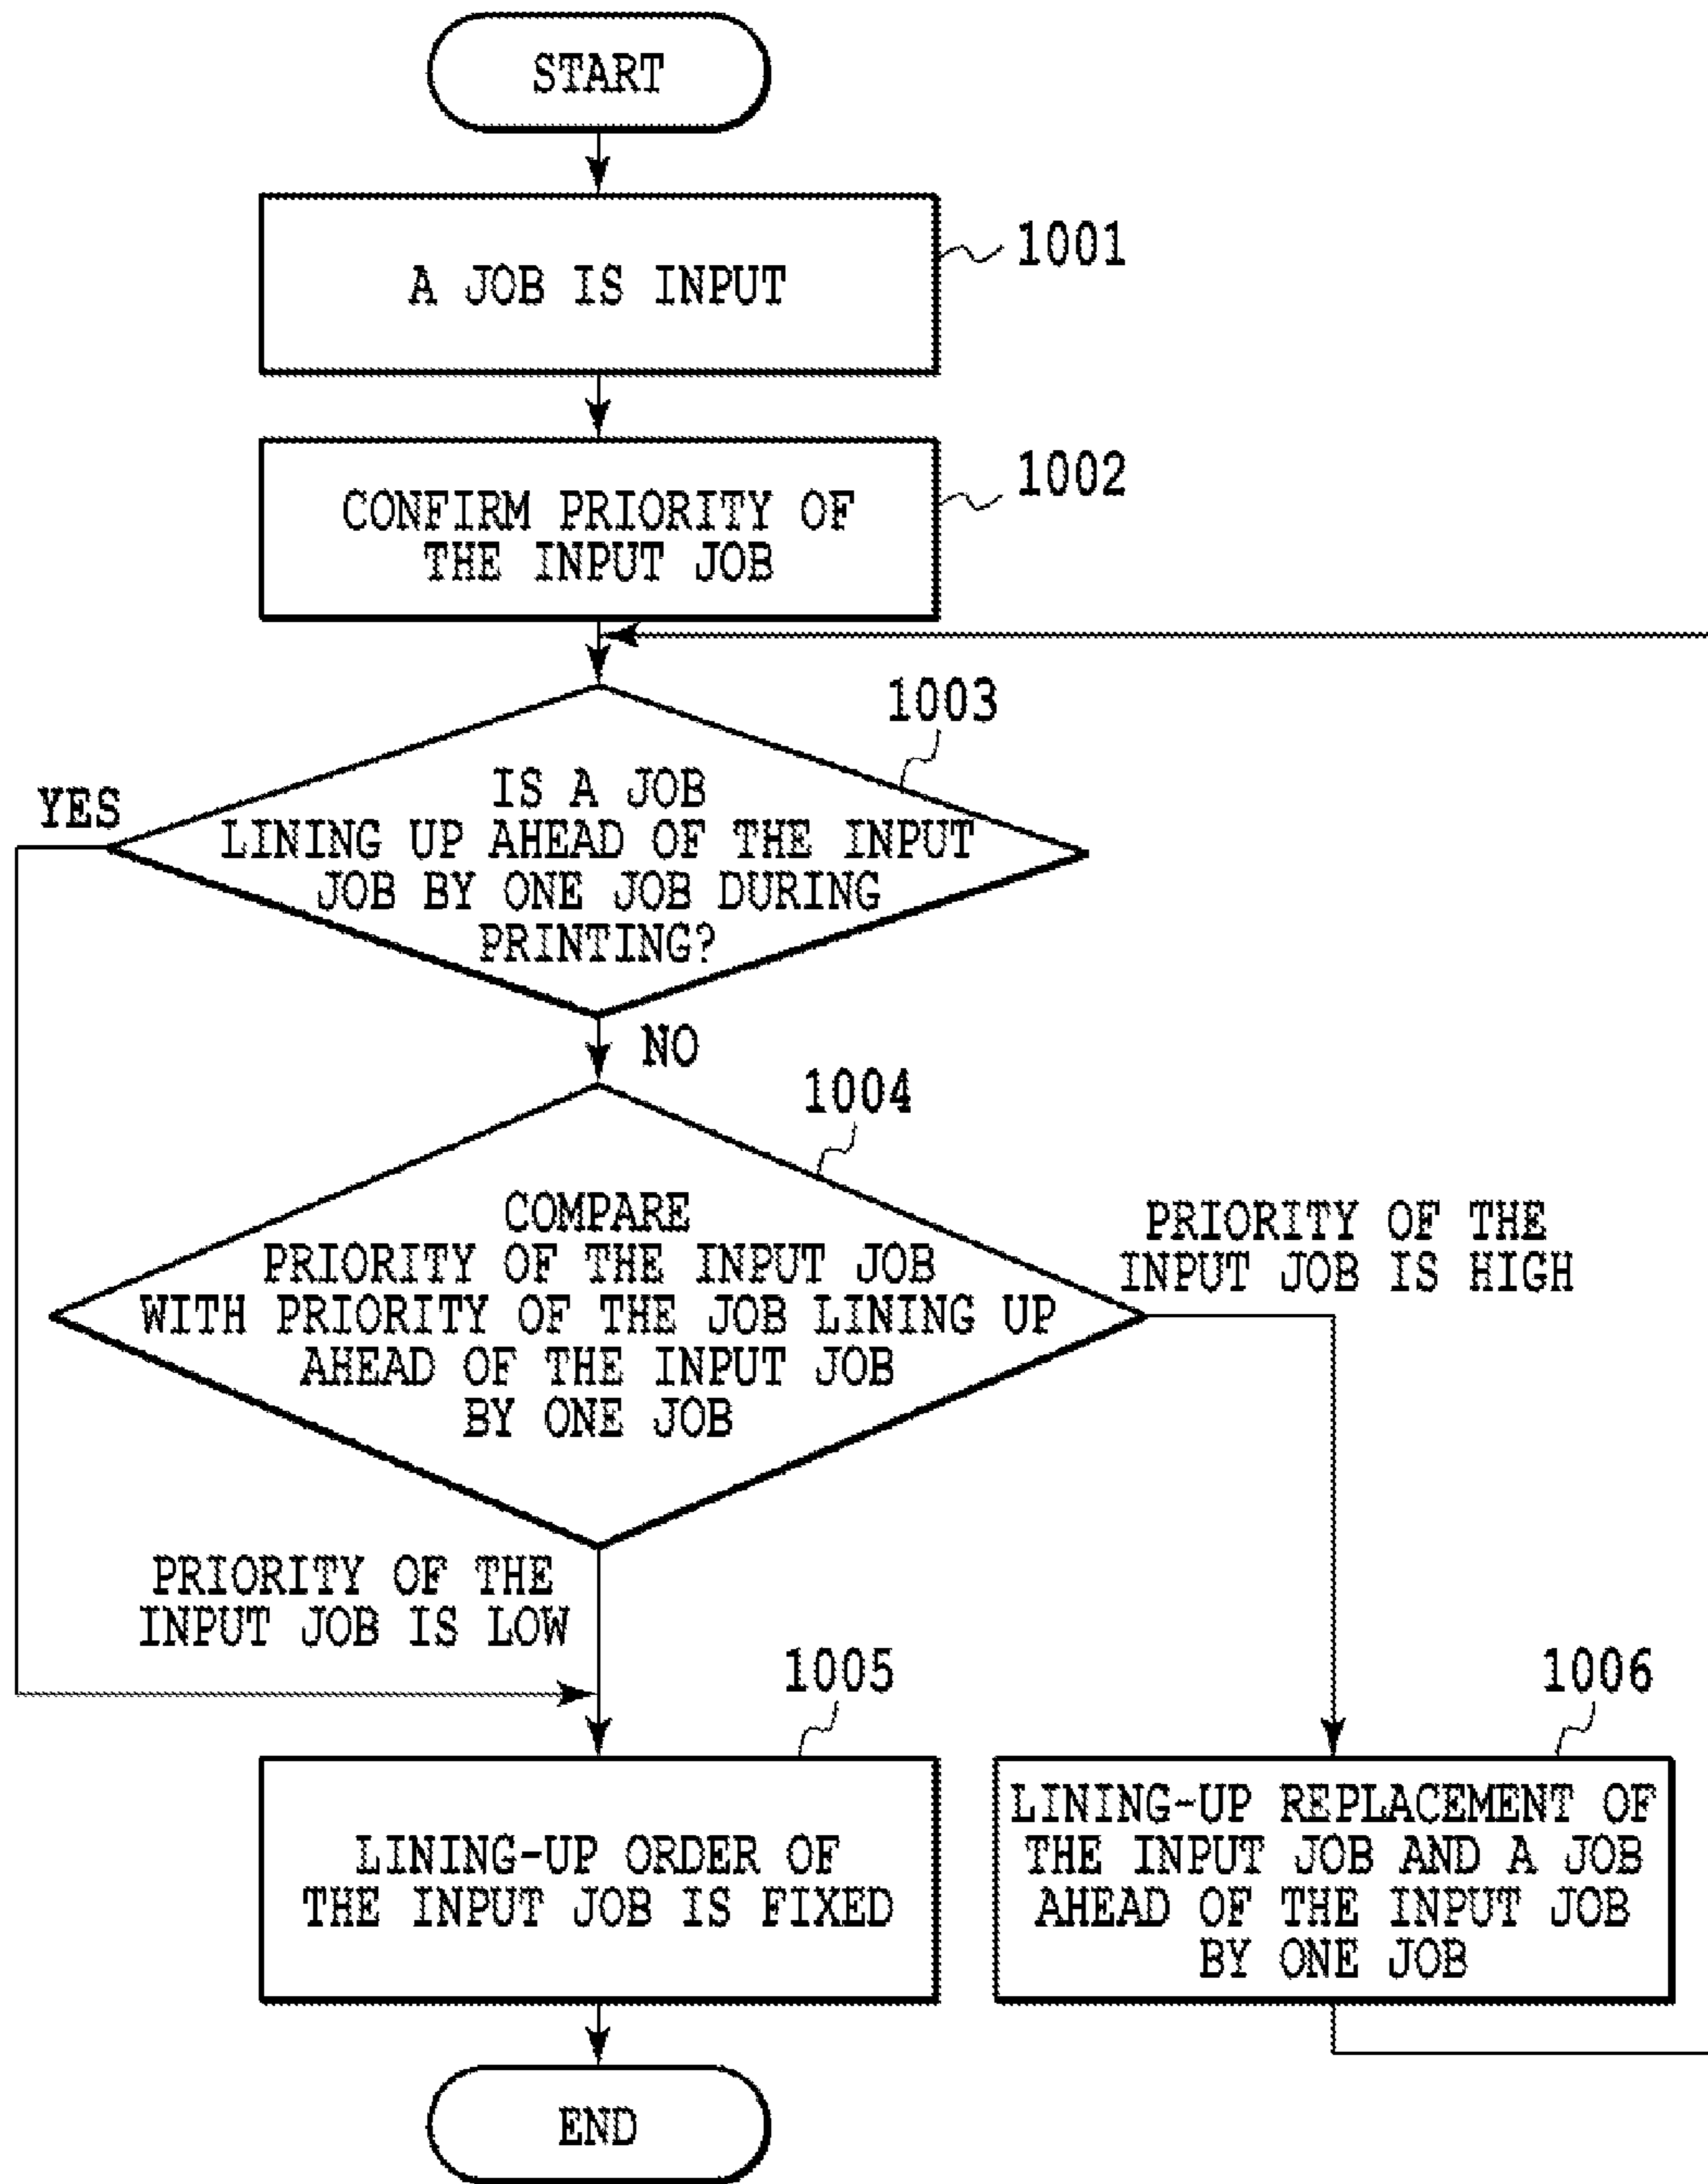 START
A JOB IS INPUT
1001
CONFIRM PRIORITY OF
THE INPUT JOB
1002
1003
IS A JOB
LINING UP AHEAD OF THE INPUT
JOB BY ONE JOB DURING
PRINTING?
YES
NO
1004
COMPARE
PRIORITY OF THE INPUT JOB
WITH PRIORITY OF THE JOB LINING UP
AHEAD OF THE INPUT JOB
BY ONE JOB
PRIORITY OF THE
INPUT JOB IS HIGH
PRIORITY OF THE
INPUT JOB IS LOW
1005
LINING-UP ORDER OF
THE INPUT JOB IS FIXED
1006
LINING-UP REPLACEMENT OF
THE INPUT JOB AND A JOB
AHEAD OF THE INPUT JOB
BY ONE JOB
END